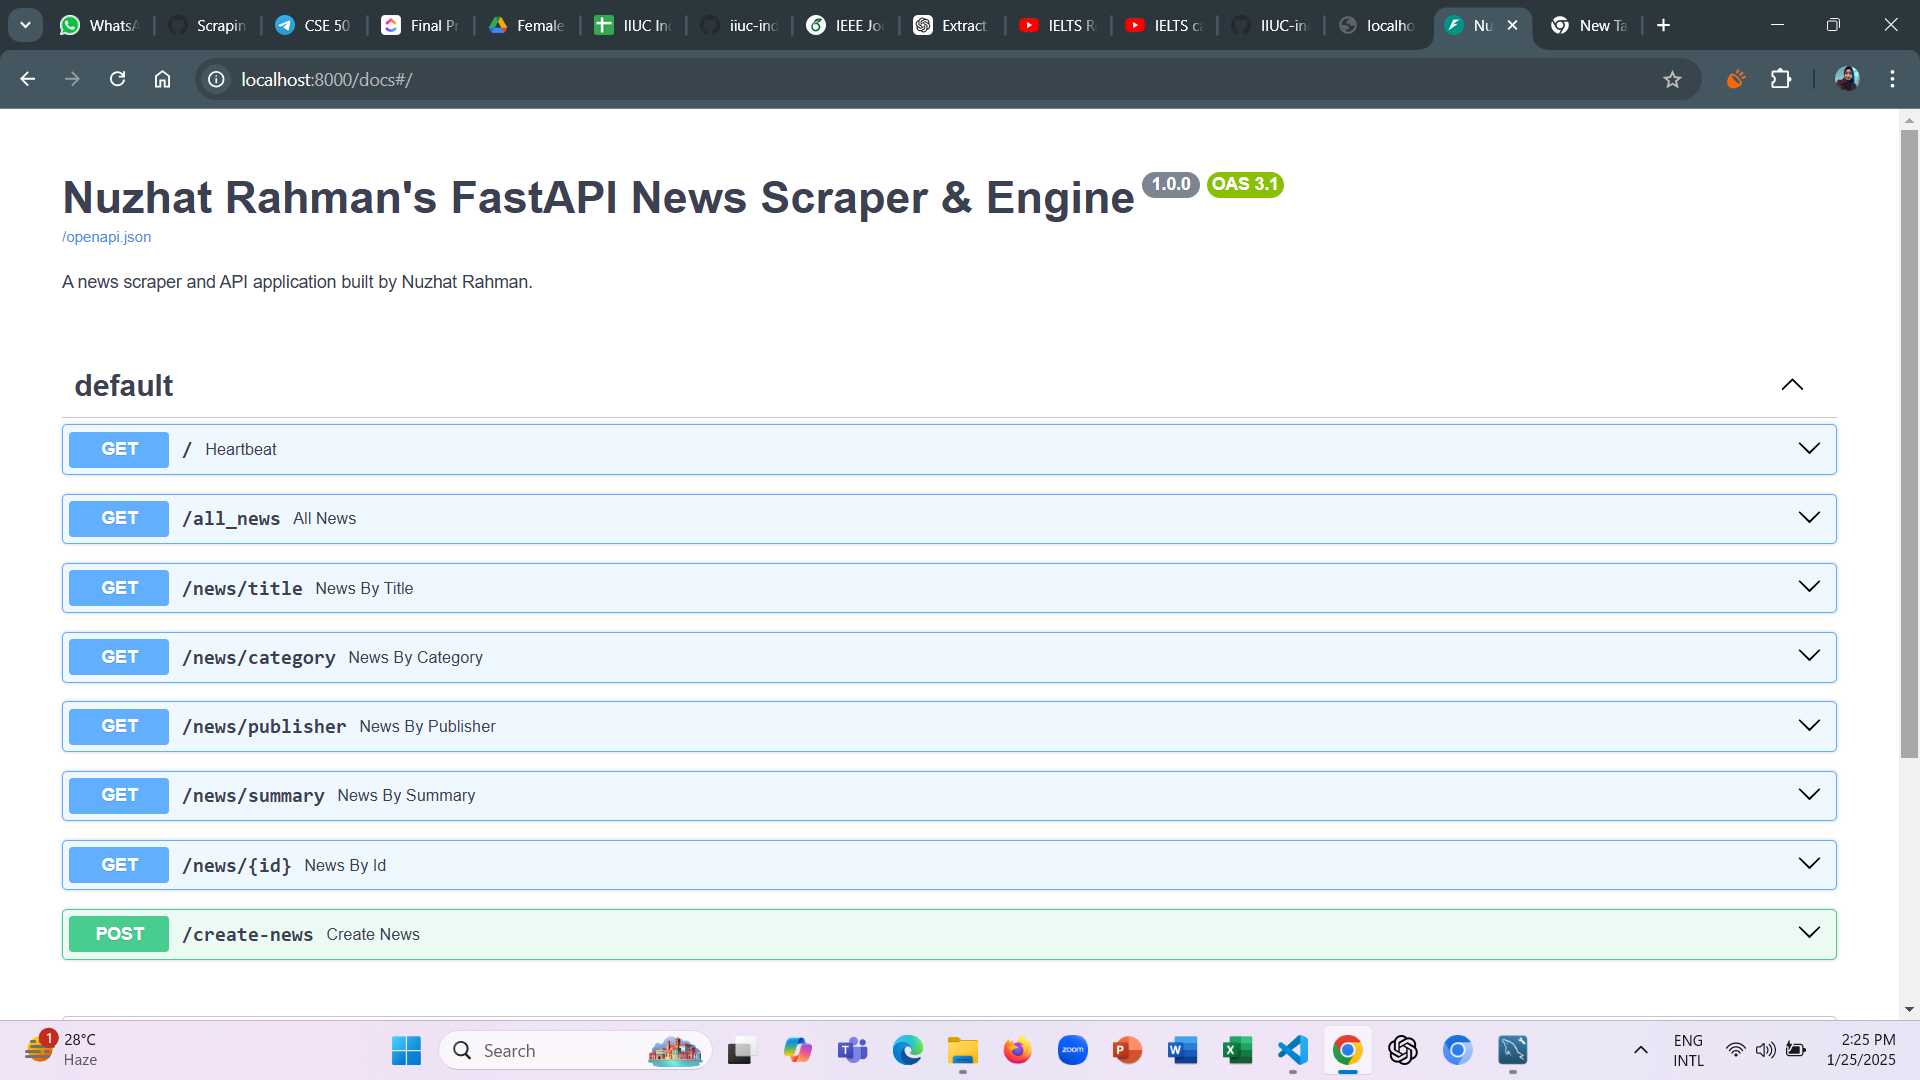 WhatsA
Scrapin
CSE 50
Final Pr
Female
IIUC In
iiuc-ind
IEEE Jo
Extract
IELTS R
IELTS ca
IIUC-in
localho
Nu
New Ta
localhost:8000/docs#/
Nuzhat Rahman's FastAPI News Scraper & Engine 1.0.0 OAS 3.1
/openapi.json
A news scraper and API application built by Nuzhat Rahman.
default
GET / Heartbeat
GET /all_news All News
GET /news/title News By Title
GET /news/category News By Category
GET /news/publisher News By Publisher
GET /news/summary News By Summary
GET /news/{id} News By Id
POST /create-news Create News
1
28°C
Haze
Search
zoom
ENG
INTL
2:25 PM
1/25/2025